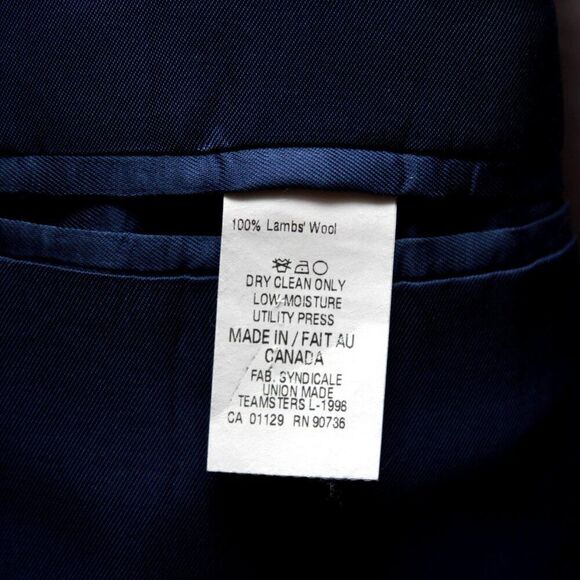 100% Lambs' Wool
DRY CLEAN ONLY
LOW MOISTURE
UTILITY PRESS
MADE IN / FAIT AU
CANADA
FAB. SYNDICALE
UNION MADE
TEAMSTERS L-1998
CA 01129 RN 90736